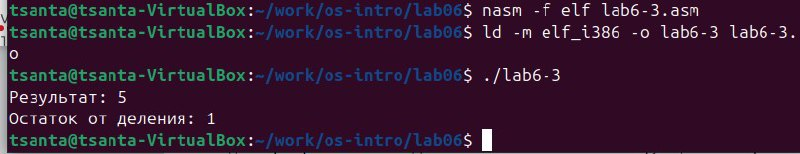 tsanta@tsanta-VirtualBox:~/work/os-intro/lab06$ nasm -f elf lab6-3.asm
tsanta@tsanta-VirtualBox:~/work/os-intro/lab06$ ld -m elf_i386 -o lab6-3 lab6-3.
o
tsanta@tsanta-VirtualBox:~/work/os-intro/lab06$ ./lab6-3
Результат: 5
Остаток от деления: 1
tsanta@tsanta-VirtualBox:~/work/os-intro/lab06$